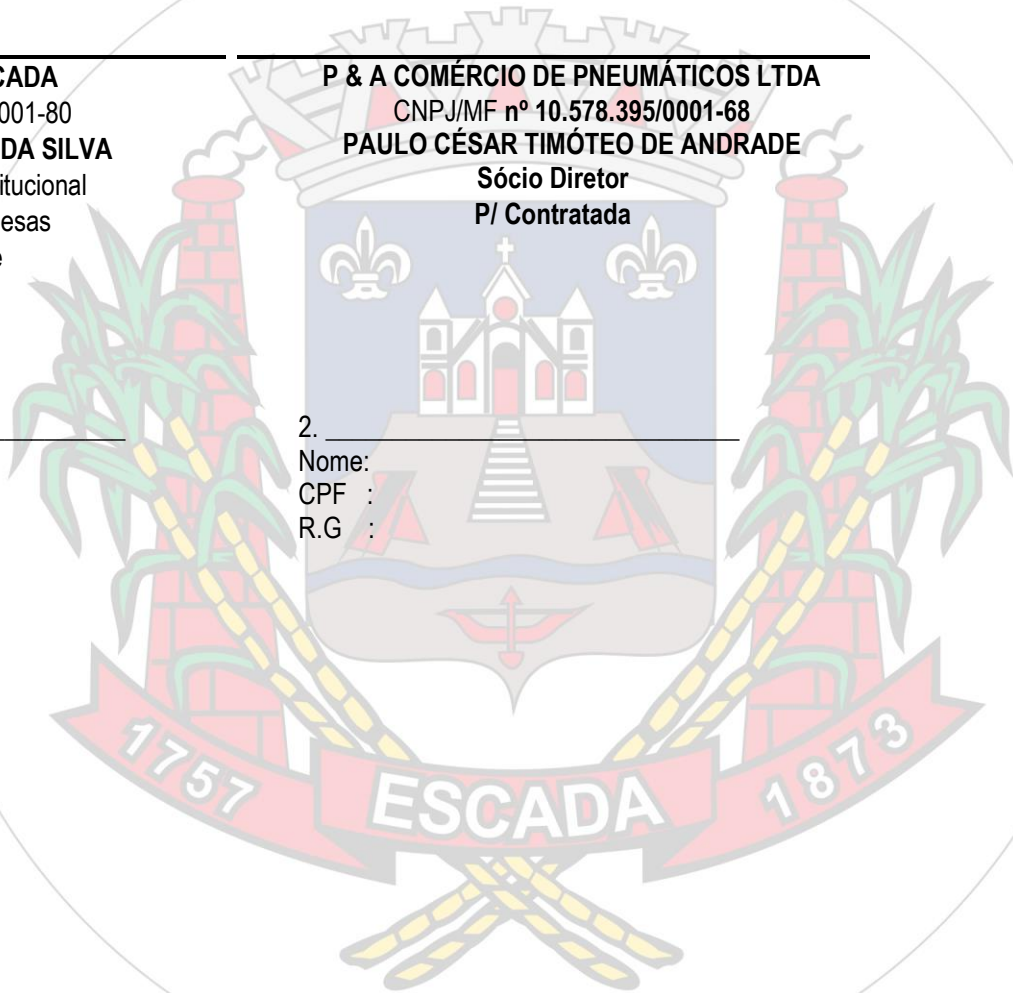 CADA
001-80
DA SILVA
itucional
esas
e
P & A COMÉRCIO DE PNEUMÁTICOS LTDA
CNPJ/MF nº 10.578.395/0001-68
PAULO CÉSAR TIMÓTEO DE ANDRADE
Sócio Diretor
P/ Contratada
2. ____________________________
Nome:
CPF :
R.G :
1757
ESCADA
1873